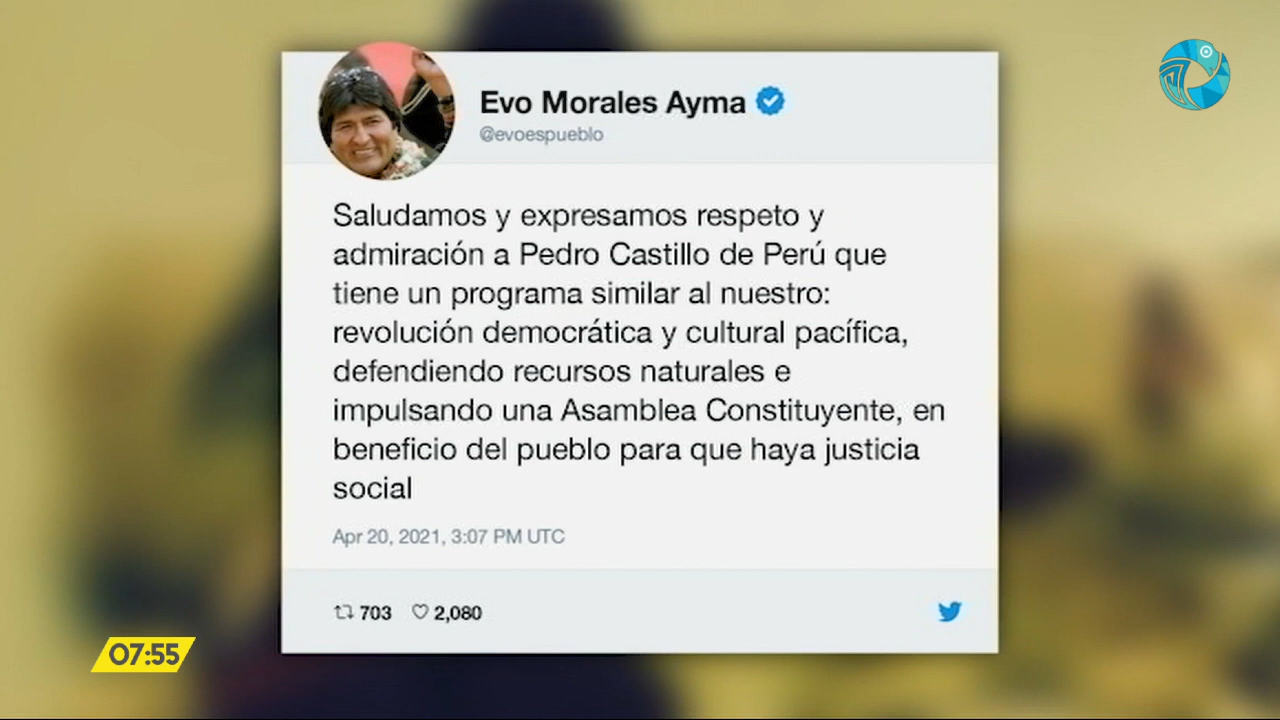 Evo Morales Ayma
@evoespueblo
Saludamos y expresamos respeto y
admiración a Pedro Castillo de Perú que
tiene un programa similar al nuestro:
revolución democrática y cultural pacífica,
defendiendo recursos naturales e
impulsando una Asamblea Constituyente, en
beneficio del pueblo para que haya justicia
social
Apr 20, 2021, 3:07 PM UTC
703 2,080
07:55